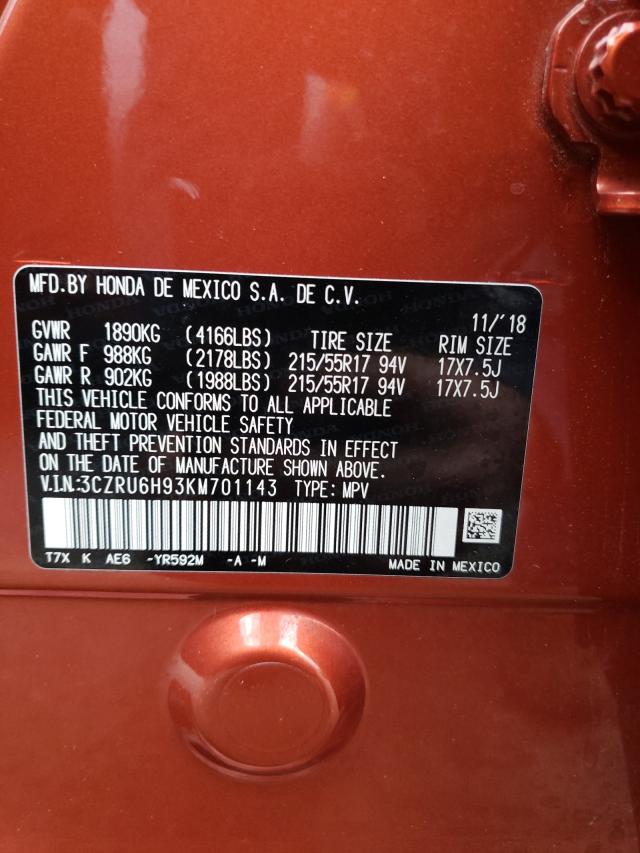 MFD.BY HONDA DE MEXICO S.A. DE C.V.
11/'18
GVWR 1890KG (4166LBS) TIRE SIZE RIM SIZE
GAWR F 988KG (2178LBS) 215/55R17 94V 17X7.5J
GAWR R 902KG (1988LBS) 215/55R17 94V 17X7.5J
THIS VEHICLE CONFORMS TO ALL APPLICABLE
FEDERAL MOTOR VEHICLE SAFETY
AND THEFT PREVENTION STANDARDS IN EFFECT
ON THE DATE OF MANUFACTURE SHOWN ABOVE.
V.I.N:3CZRU6H93KM701143 TYPE: MPV
T7X K AE6 -YR592M -A -M
MADE IN MEXICO